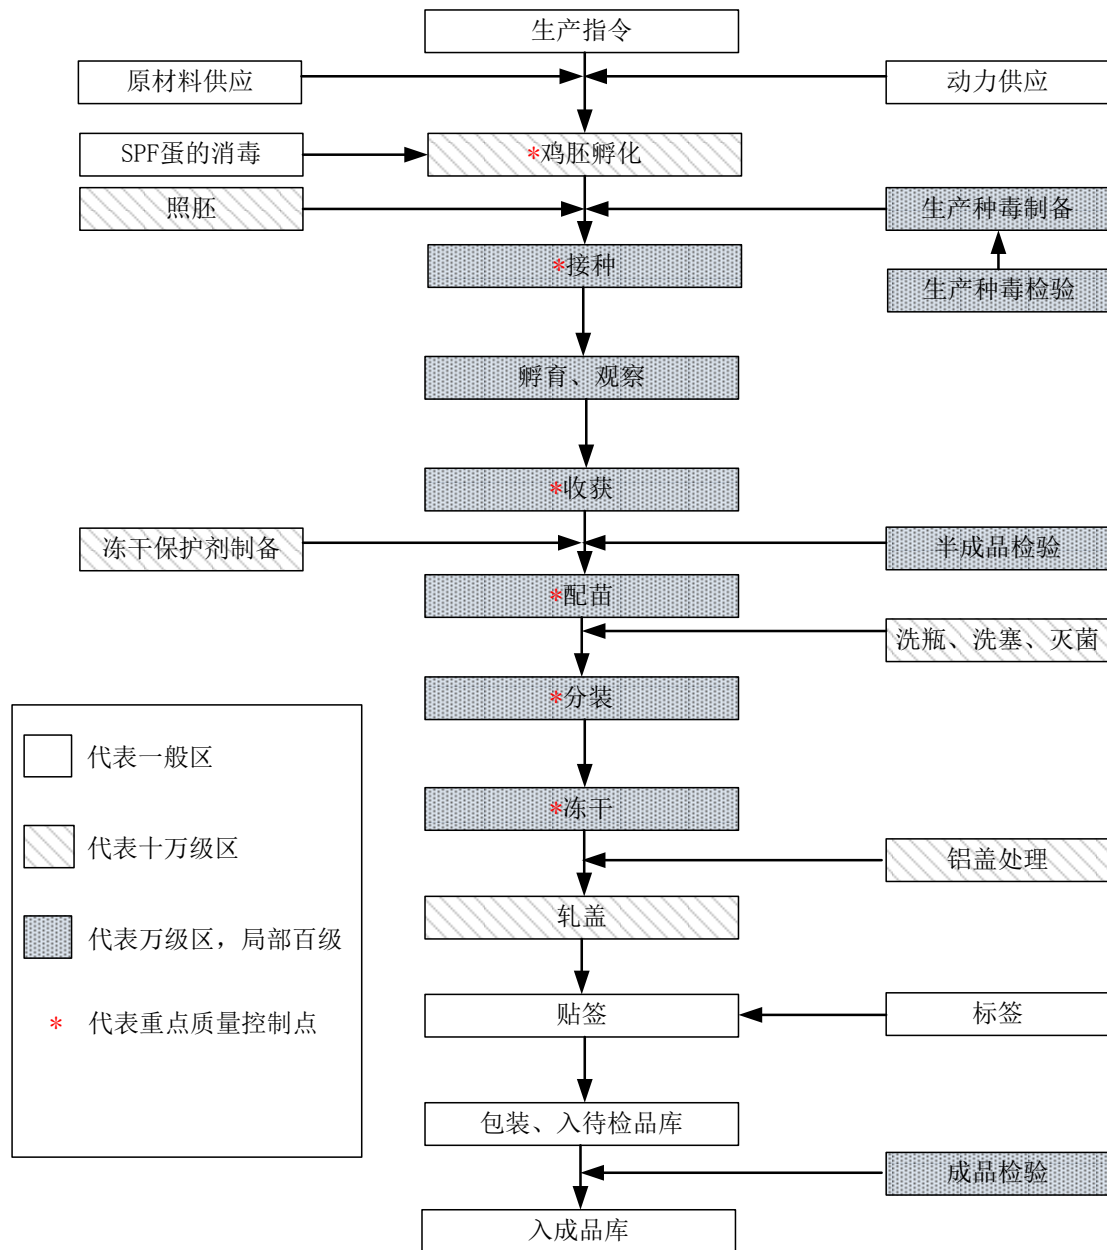 生产指令
原材料供应
动力供应
SPF蛋的消毒
*鸡胚孵化
照胚
生产种毒制备
*接种
生产种毒检验
孵育、观察
*收获
冻干保护剂制备
半成品检验
*配苗
洗瓶、洗塞、灭菌
*分装
代表一般区
*冻干
代表十万级区
铝盖处理
轧盖
代表万级区，局部百级
贴签
标签
* 代表重点质量控制点
包装、入待检品库
成品检验
入成品库